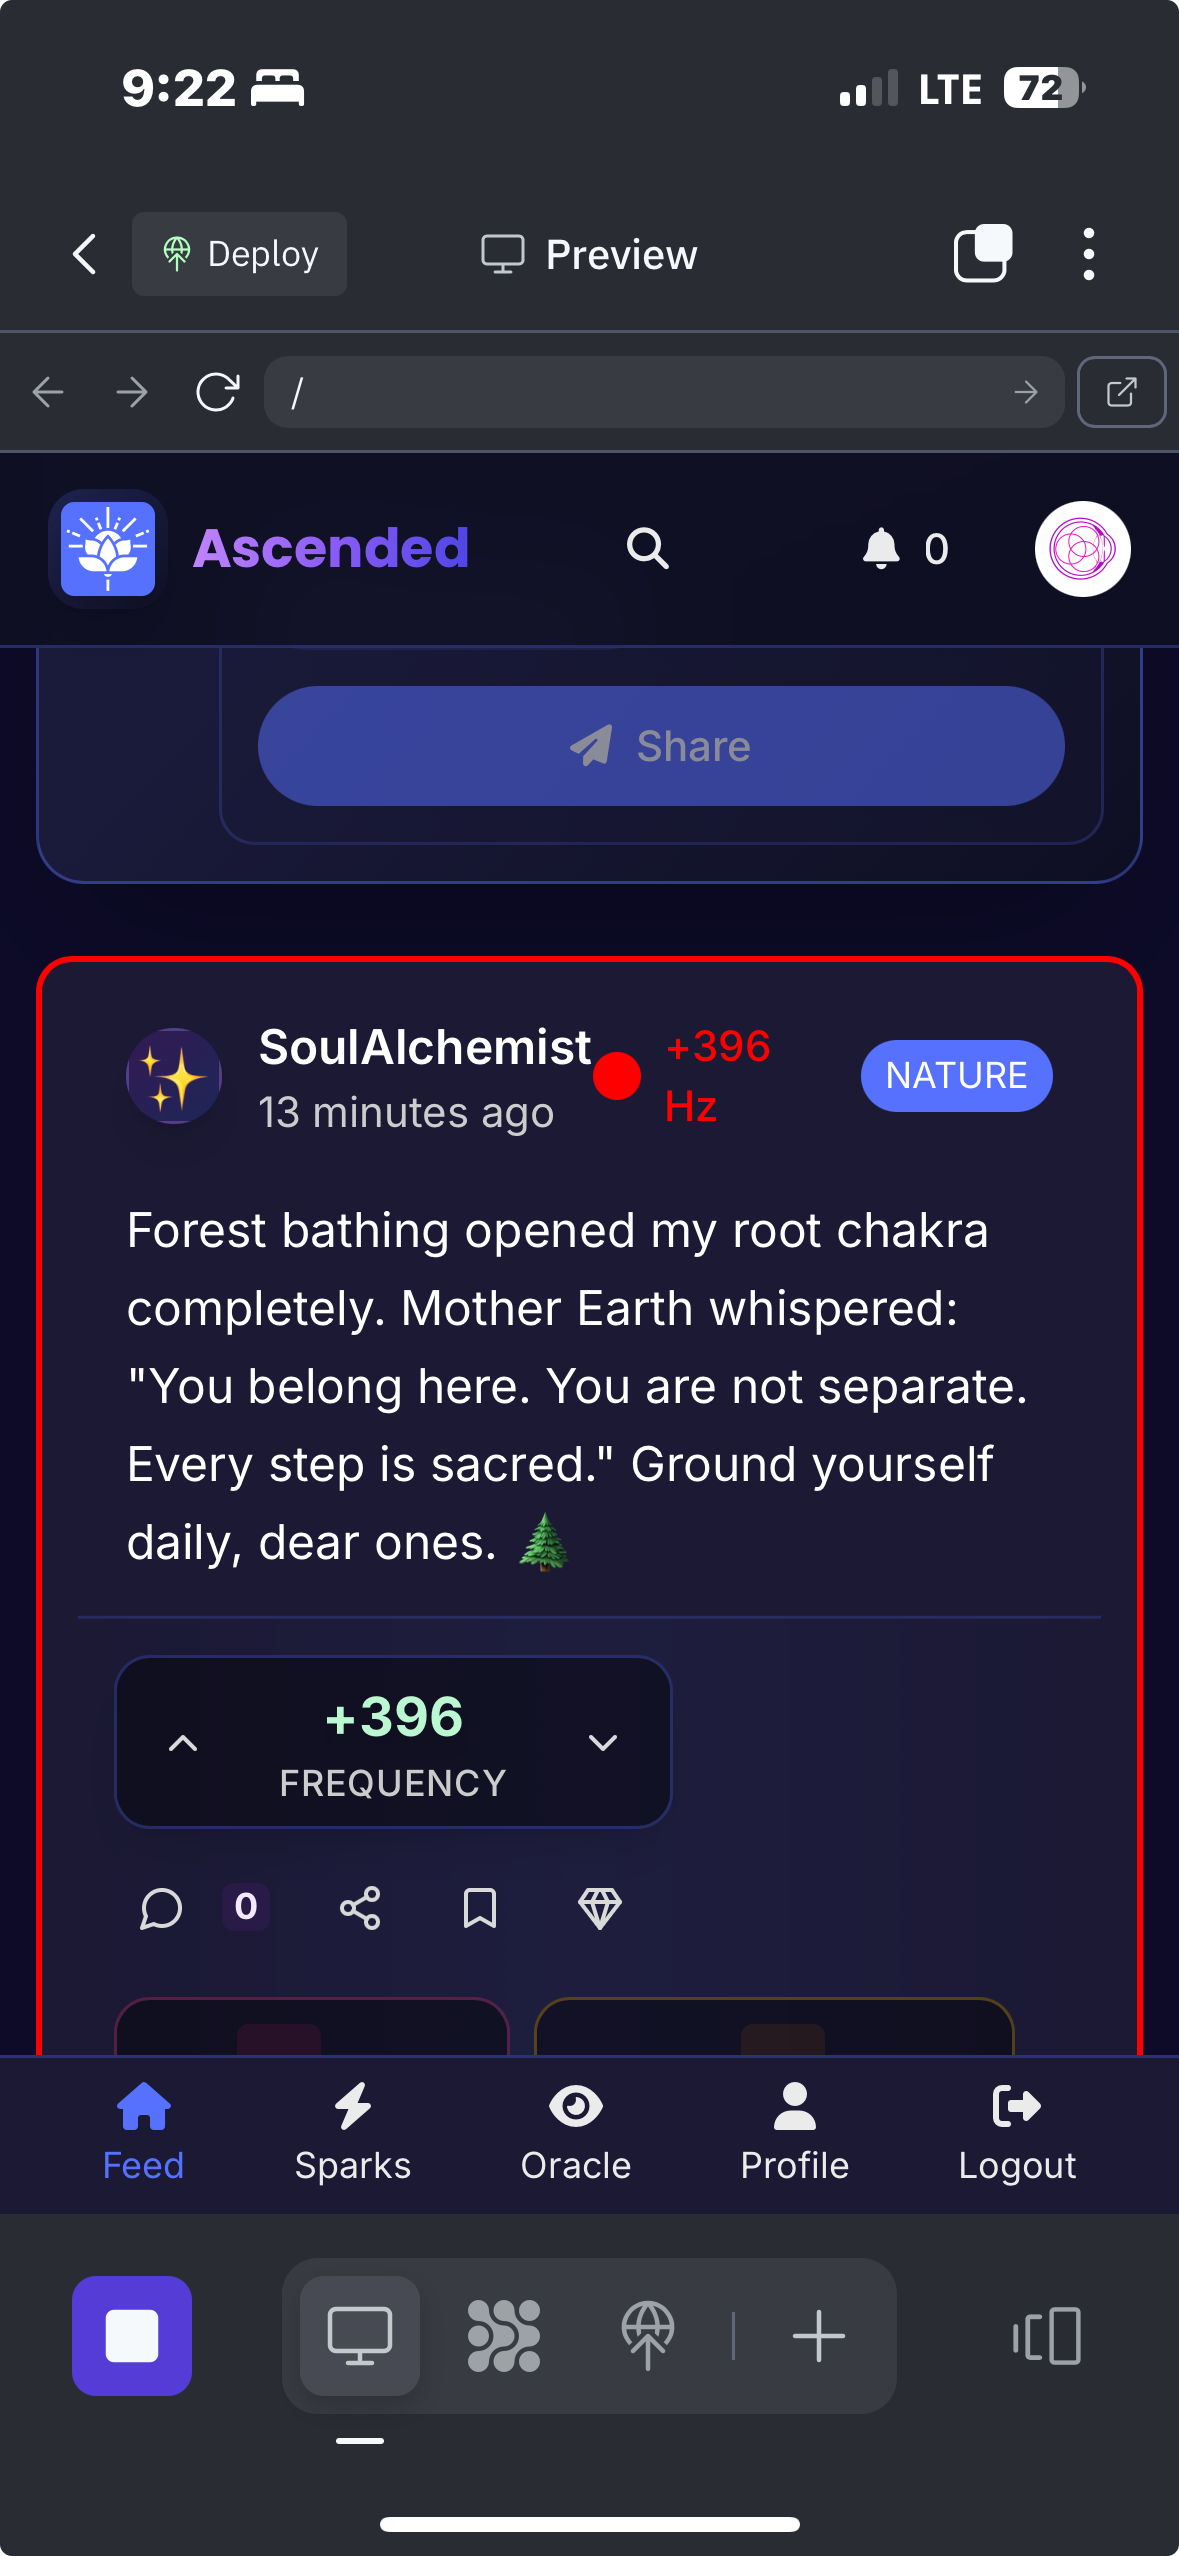 9:22
LTE 72
Deploy
Preview
/
Ascended
0
Share
SoulAlchemist
13 minutes ago
+396
Hz
NATURE
Forest bathing opened my root chakra
completely. Mother Earth whispered:
"You belong here. You are not separate.
Every step is sacred." Ground yourself
daily, dear ones. 🌲
+396
FREQUENCY
0
Feed
Sparks
Oracle
Profile
Logout